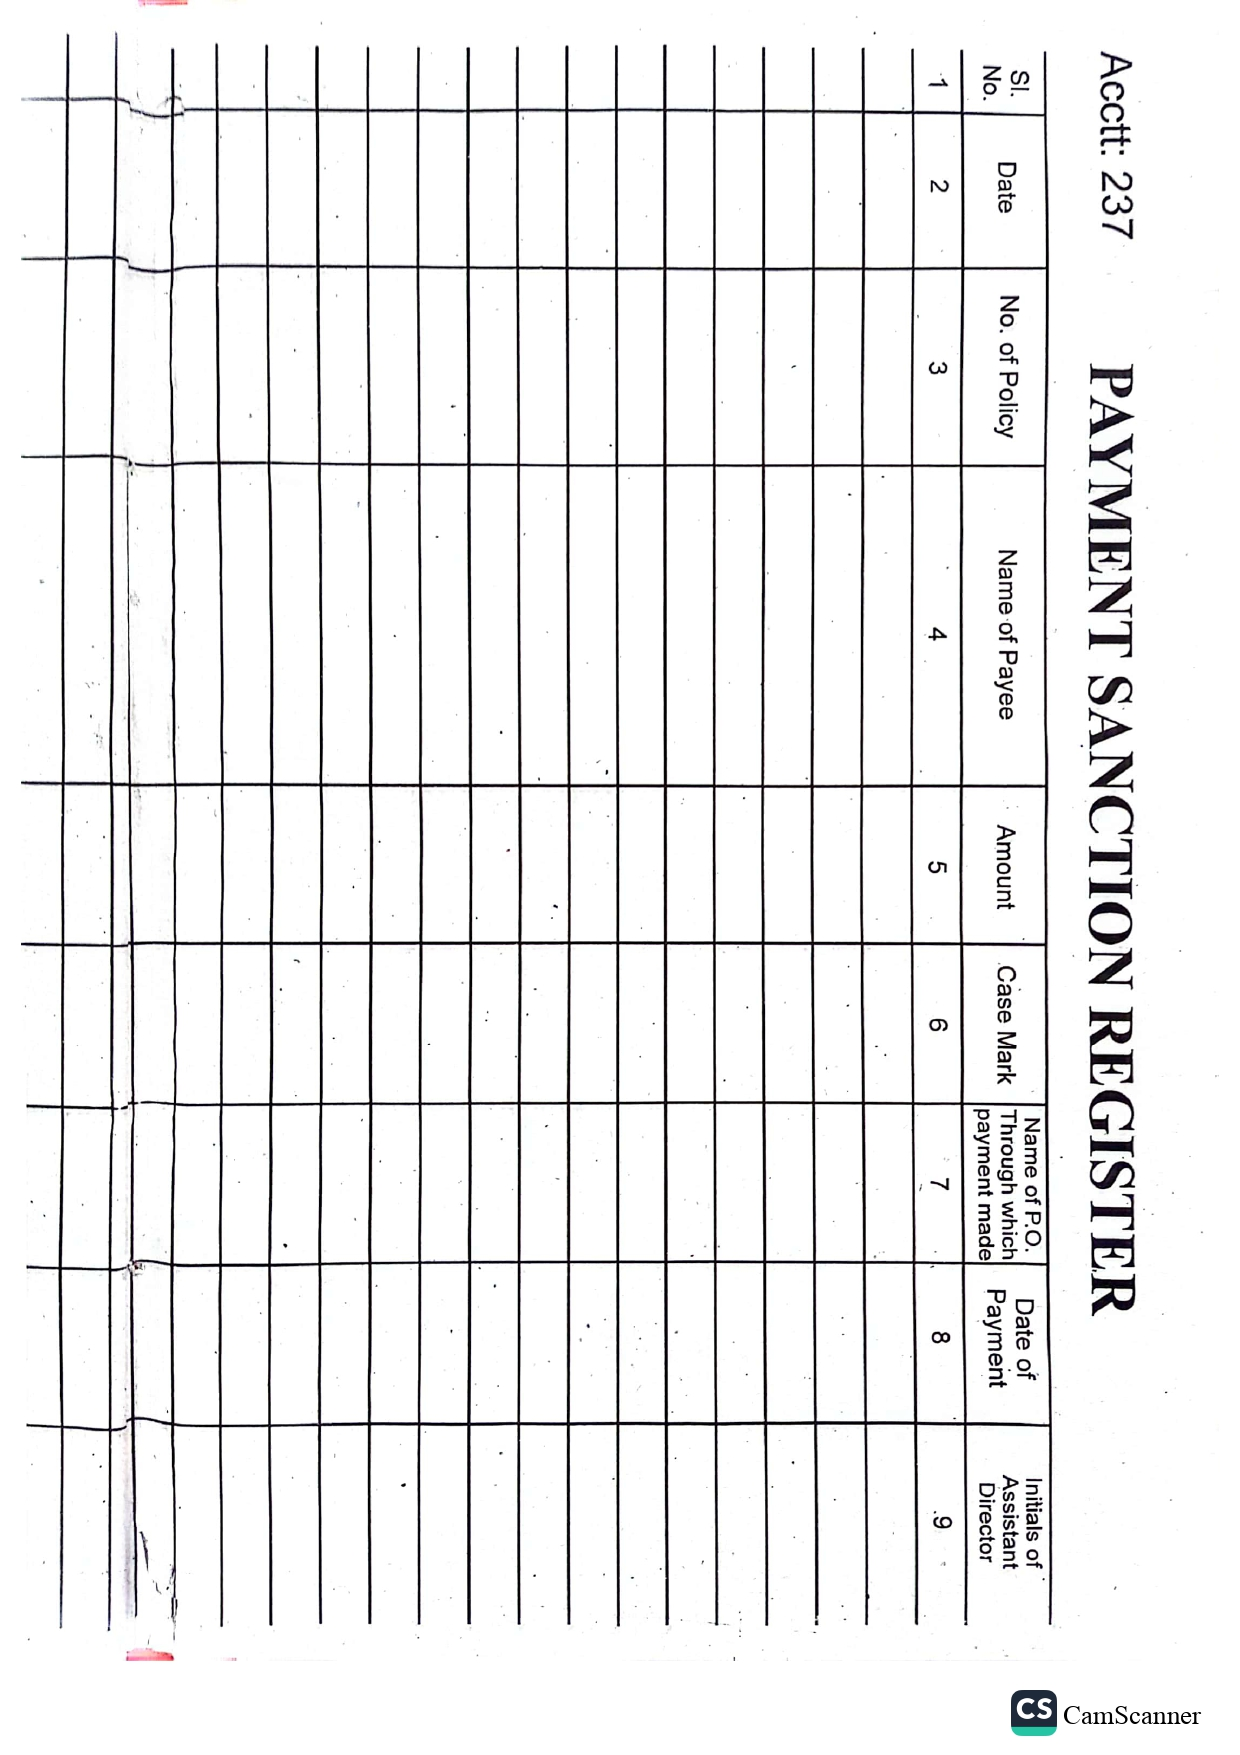 Acctt: 237
PAYMENT SANCTION REGISTER
Sl.
No.
Date
No. of Policy
Name of Payee
Amount
Case Mark
Name of P.O.
Through which
payment made
Date of
Payment
Initials of
Assistant
Director
1 2 3 4 5 6 7 8 9
CS CamScanner